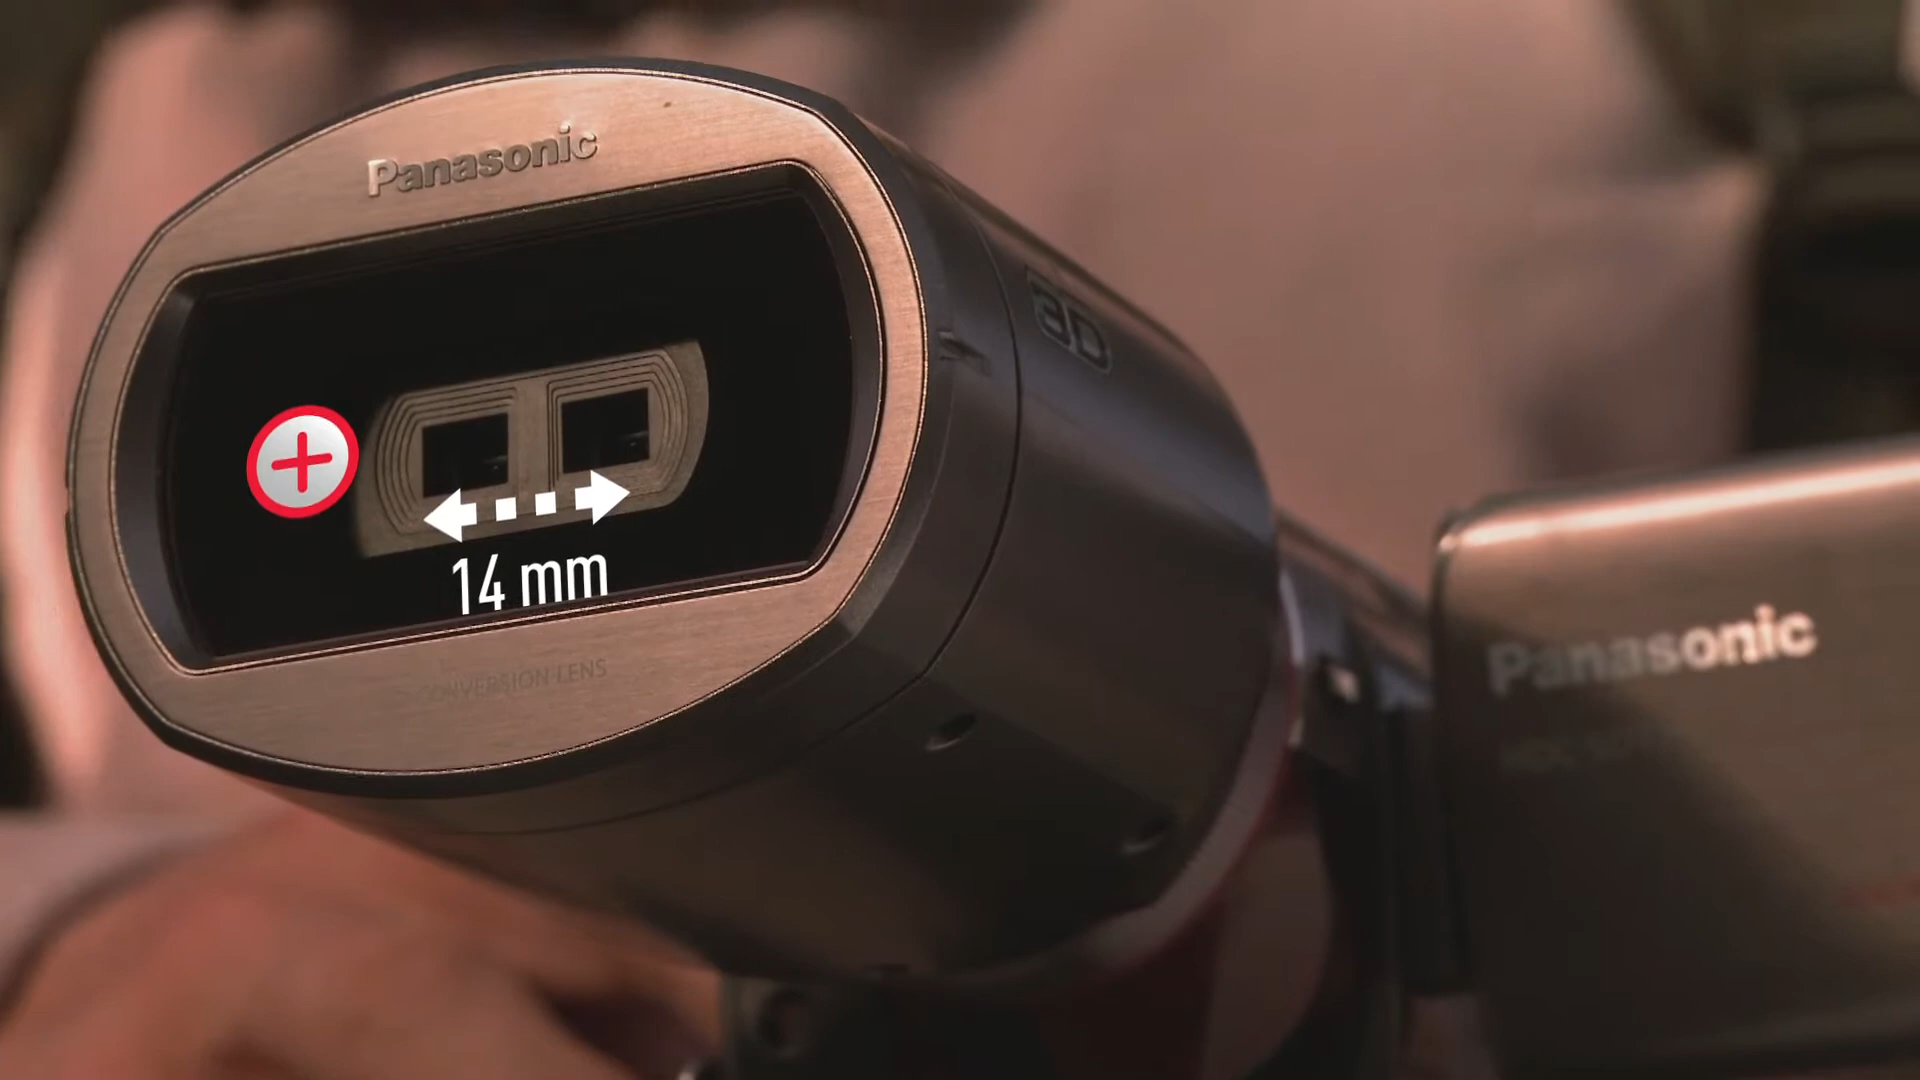 Panasonic
3D
14 mm
CONVERSION LENS
Panasonic